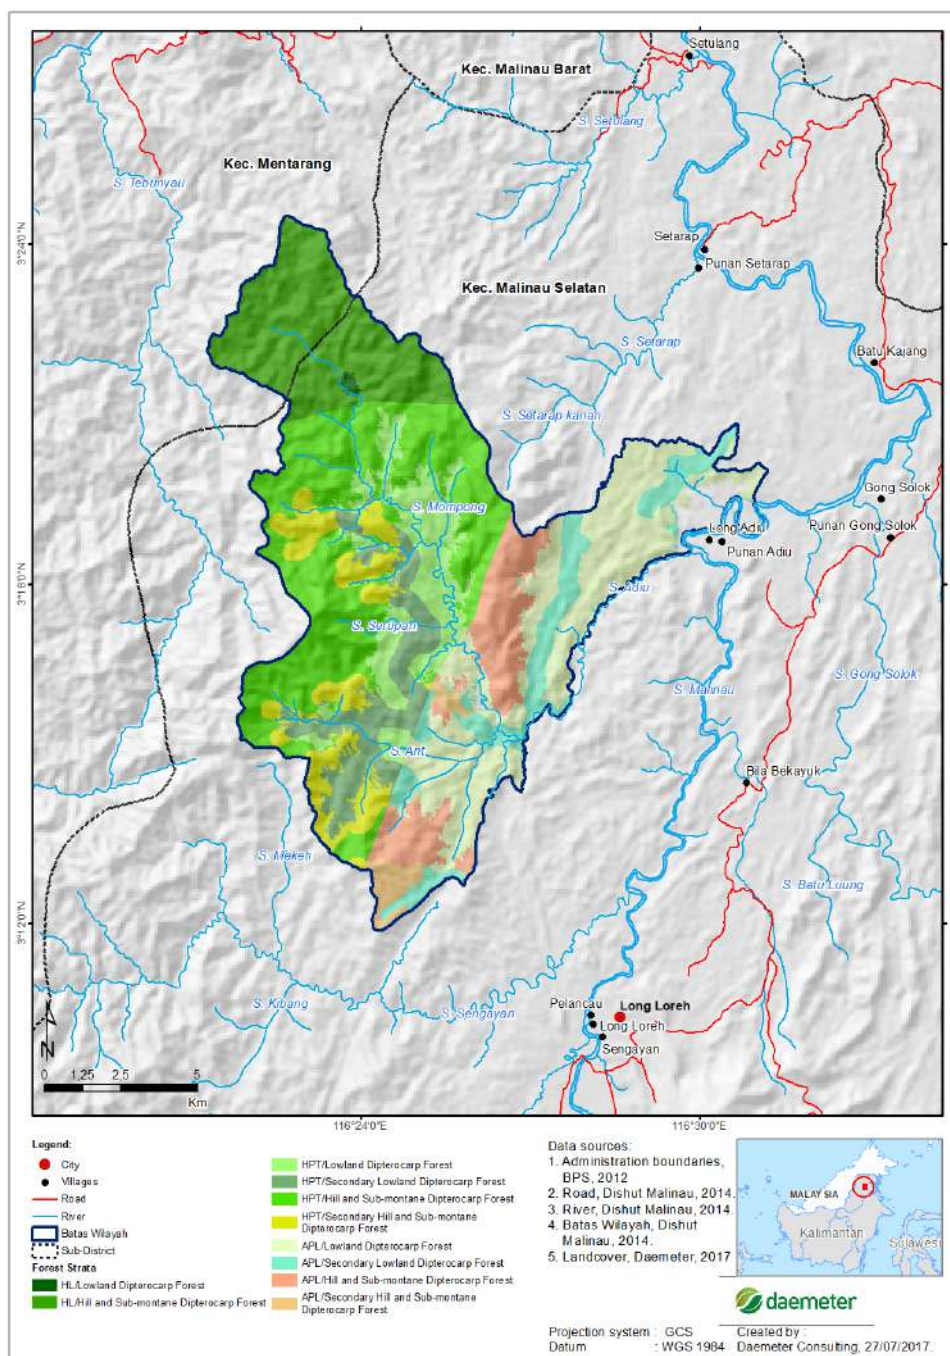 Setulang
Kec. Malinau Barat
S. Setulang
Kec. Mentarang
S. Tebunyau
3°24'0"N
Setarap
Punan Setarap
Kec. Malinau Selatan
S. Setarap
Batu Kajang
S. Setarap kanan
Gong Solok
S. Mompong
Long Adiu
Punan Gong Solok
Punan Adiu
3°18'0"N
S. Adiu
S. Surupan
S. Gong Solok
S. Malinau
S. Ant
Bila Bekayuk
S. Mekeh
S. Batu Luung
3°12'0"N
S. Kibang
Pelancau
Long Loreh
S. Sengayan
Long Loreh
Sengayan
N
0 1,25 2,5 5
Km
116°24'0"E
116°30'0"E
Legend:
City
Villages
Road
River
Batas Wilayah
Sub-District
Forest Strata
HL/Lowland Dipterocarp Forest
HL/Hill and Sub-montane Dipterocarp Forest
HPT/Lowland Dipterocarp Forest
HPT/Secondary Lowland Dipterocarp Forest
HPT/Hill and Sub-montane Dipterocarp Forest
HPT/Secondary Hill and Sub-montane
Dipterocarp Forest
APL/Lowland Dipterocarp Forest
APL/Secondary Lowland Dipterocarp Forest
APL/Hill and Sub-montane Dipterocarp Forest
APL/Secondary Hill and Sub-montane
Dipterocarp Forest
Data sources:
1. Administration boundaries,
BPS, 2012
2. Road, Dishut Malinau, 2014.
3. River, Dishut Malinau, 2014.
4. Batas Wilayah, Dishut
Malinau, 2014.
5. Landcover, Daemeter, 2017
MALAYSIA
Kalimantan
Sulawesi
daemeter
Projection system : GCS
Datum : WGS 1984
Created by :
Daemeter Consulting, 27/07/2017.